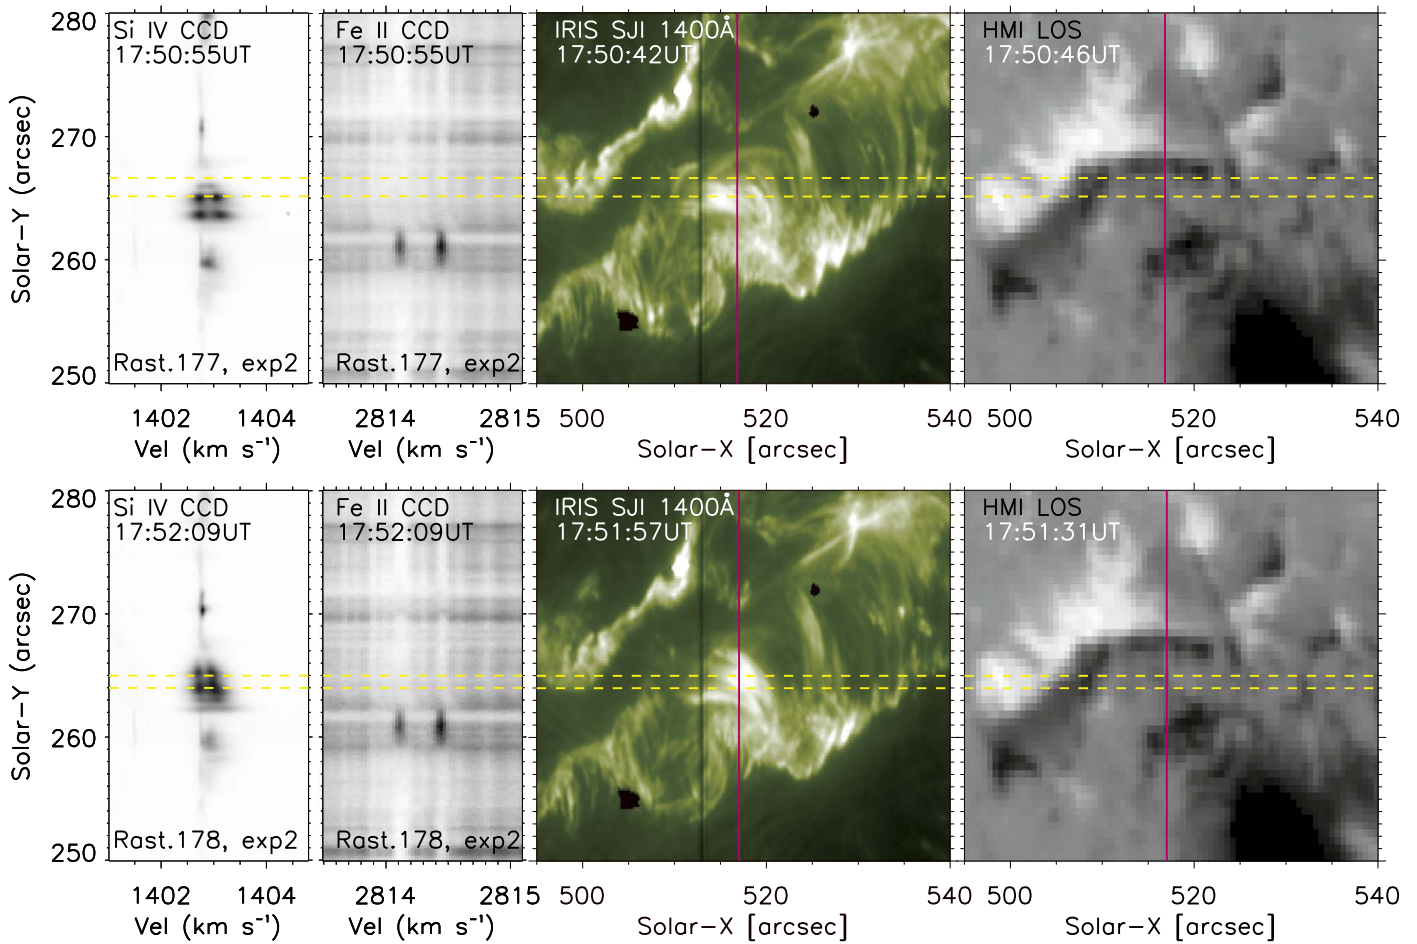 Si IV CCD
17:50:55UT
Fe II CCD
17:50:55UT
IRIS SJI 1400Å
17:50:42UT
HMI LOS
17:50:46UT
280
270
260
250
Solar-Y (arcsec)
Rast.177, exp2
Rast.177, exp2
1402 1404
2814 2815
500 520 540
500 520 540
Vel (km s⁻¹)
Vel (km s⁻¹)
Solar-X [arcsec]
Solar-X [arcsec]
Si IV CCD
17:52:09UT
Fe II CCD
17:52:09UT
IRIS SJI 1400Å
17:51:57UT
HMI LOS
17:51:31UT
280
270
260
250
Solar-Y (arcsec)
Rast.178, exp2
Rast.178, exp2
1402 1404
2814 2815
500 520 540
500 520 540
Vel (km s⁻¹)
Vel (km s⁻¹)
Solar-X [arcsec]
Solar-X [arcsec]